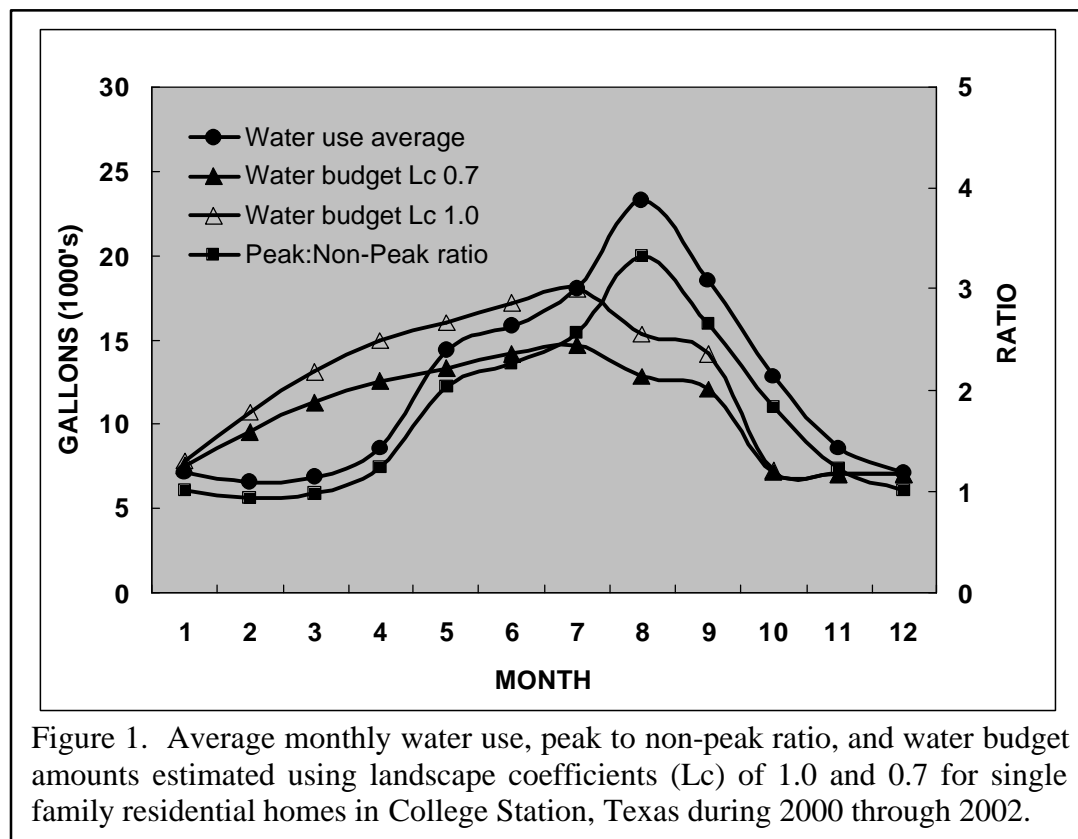 30
25
20
15
10
5
0
GALLONS (1000's)
Water use average
Water budget Lc 0.7
Water budget Lc 1.0
Peak:Non-Peak ratio
5
4
3
2
1
0
RATIO
1 2 3 4 5 6 7 8 9 10 11 12
MONTH
Figure 1. Average monthly water use, peak to non-peak ratio, and water budget
amounts estimated using landscape coefficients (Lc) of 1.0 and 0.7 for single
family residential homes in College Station, Texas during 2000 through 2002.